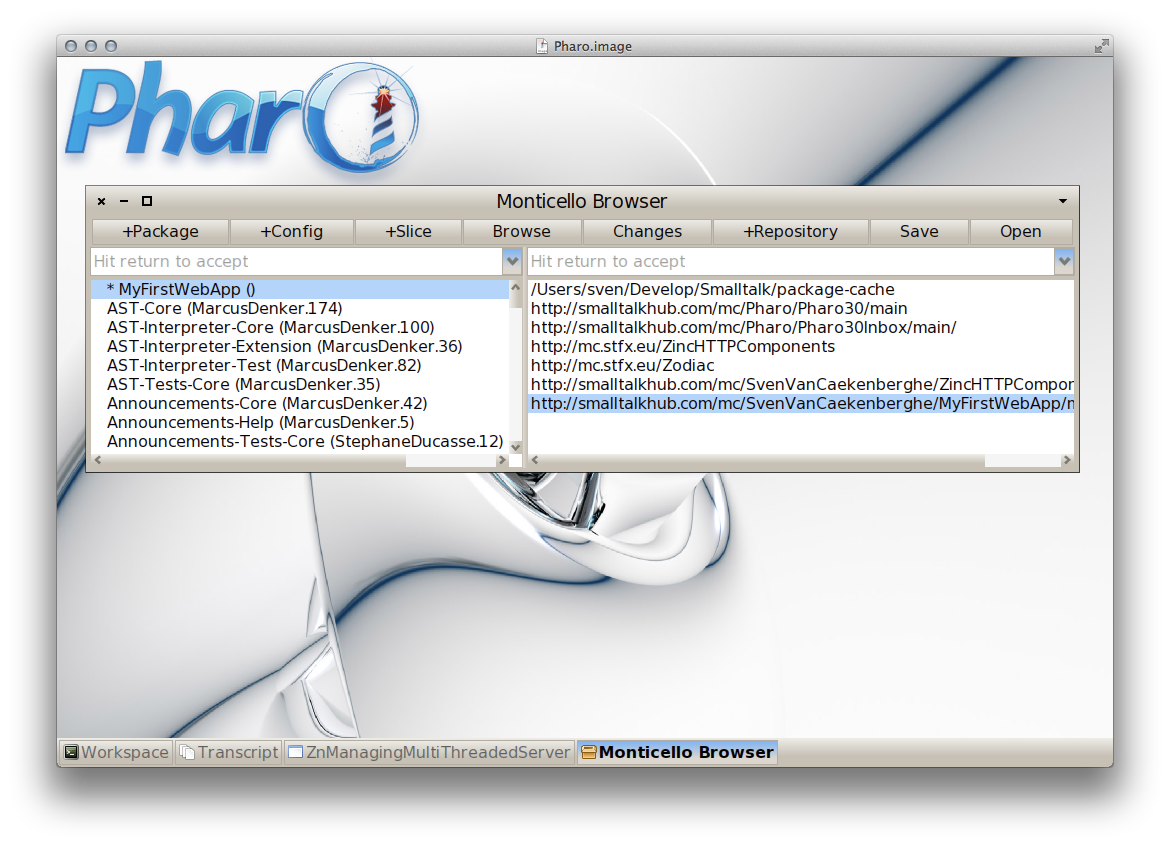 Pharo.image
Pharo
Monticello Browser
+Package +Config +Slice Browse Changes +Repository Save Open
Hit return to accept Hit return to accept
* MyFirstWebApp ()
AST-Core (MarcusDenker.174)
AST-Interpreter-Core (MarcusDenker.100)
AST-Interpreter-Extension (MarcusDenker.36)
AST-Interpreter-Test (MarcusDenker.82)
AST-Tests-Core (MarcusDenker.35)
Announcements-Core (MarcusDenker.42)
Announcements-Help (MarcusDenker.5)
Announcements-Tests-Core (StephaneDucasse.12)
/Users/sven/Develop/Smalltalk/package-cache
http://smalltalkhub.com/mc/Pharo/Pharo30/main
http://smalltalkhub.com/mc/Pharo/Pharo30Inbox/main/
http://mc.stfx.eu/ZincHTTPComponents
http://mc.stfx.eu/Zodiac
http://smalltalkhub.com/mc/SvenVanCaekenberghe/ZincHTTPCompor
http://smalltalkhub.com/mc/SvenVanCaekenberghe/MyFirstWebApp/m
Workspace Transcript ZnManagingMultiThreadedServer Monticello Browser